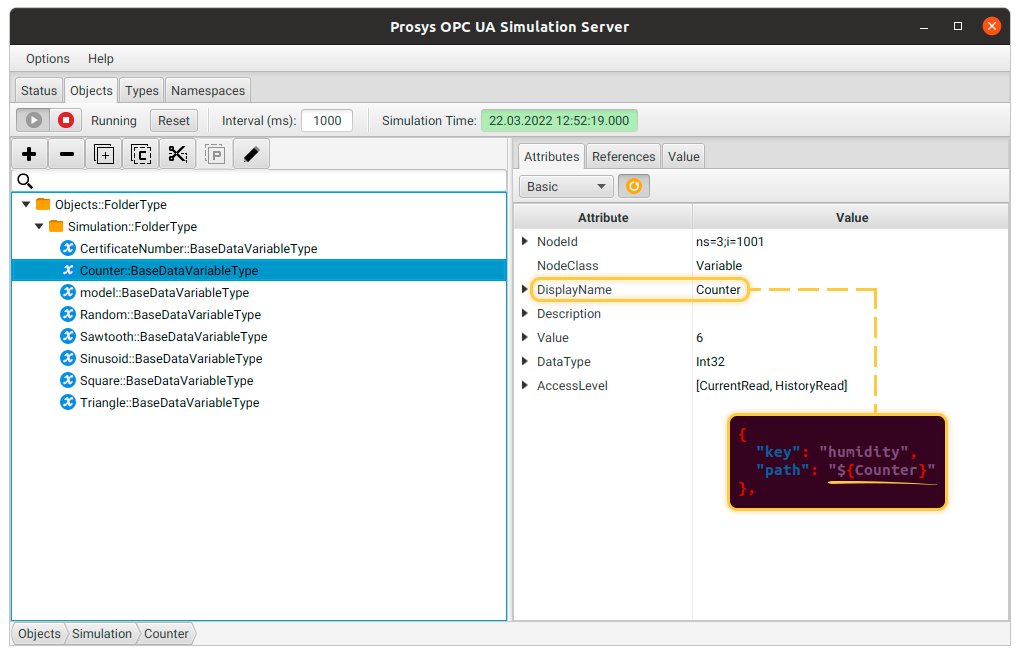 Prosys OPC UA Simulation Server
Options Help
Status Objects Types Namespaces
Running Reset Interval (ms): 1000 Simulation Time: 22.03.2022 12:52:19.000
C P
Objects::FolderType
Simulation::FolderType
CertificateNumber::BaseDataVariableType
Counter::BaseDataVariableType
model::BaseDataVariableType
Random::BaseDataVariableType
Sawtooth::BaseDataVariableType
Sinusoid::BaseDataVariableType
Square::BaseDataVariableType
Triangle::BaseDataVariableType
Attributes References Value
Basic
Attribute Value
NodeId ns=3;i=1001
NodeClass Variable
DisplayName Counter
Description
Value 6
DataType Int32
AccessLevel [CurrentRead, HistoryRead]
{
"key": "humidity",
"path": "${Counter}"
},
Objects Simulation Counter